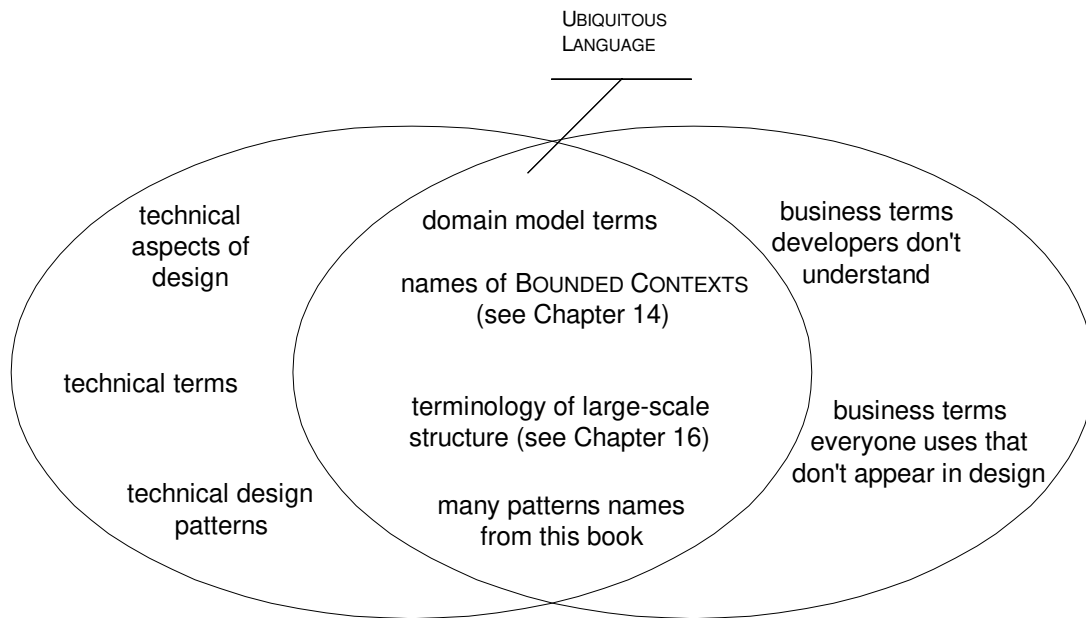 UBIQUITOUS
LANGUAGE
technical
aspects of
design
technical terms
technical design
patterns
domain model terms
names of BOUNDED CONTEXTS
(see Chapter 14)
terminology of large-scale
structure (see Chapter 16)
many patterns names
from this book
business terms
developers don't
understand
business terms
everyone uses that
don't appear in design